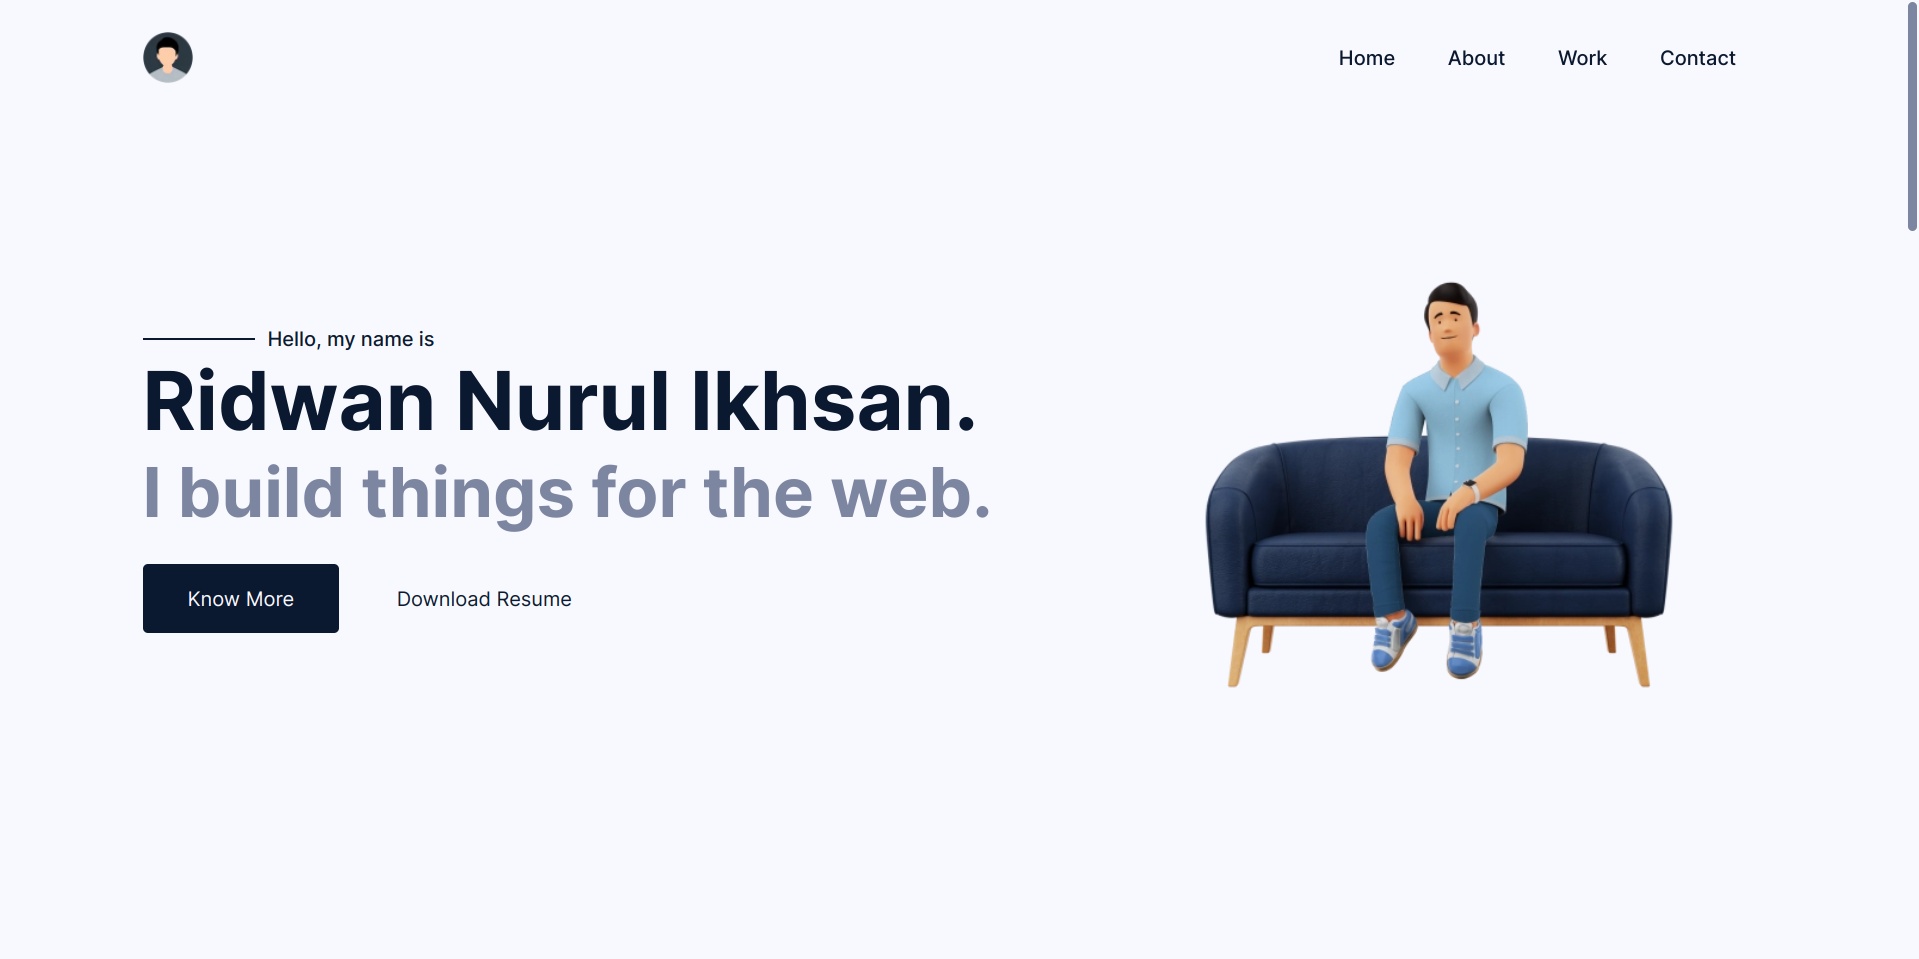 Home About Work Contact
Hello, my name is
Ridwan Nurul Ikhsan.
I build things for the web.
Know More Download Resume